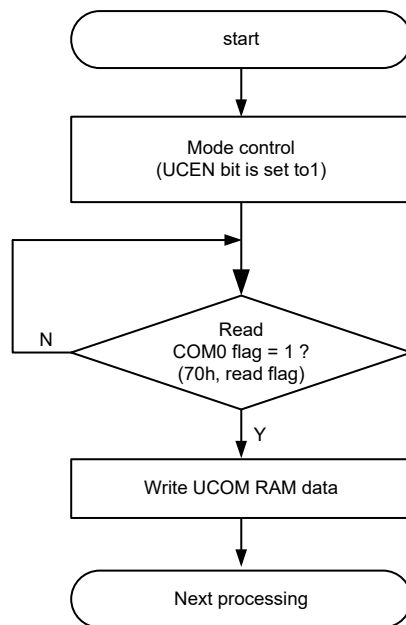 start
Mode control
(UCEN bit is set to1)
Read
COM0 flag = 1 ?
(70h, read flag)
N
Y
Write UCOM RAM data
Next processing